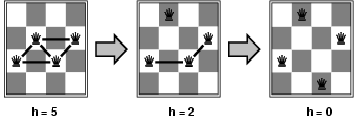 h = 5 h = 2 h = 0